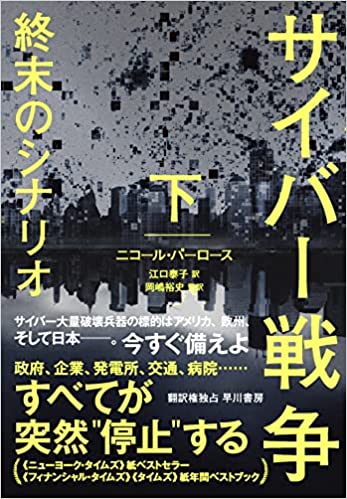 サイバー戦争
終末のシナリオ
下
ニコール・パーロース
江口泰子 訳
岡嶋裕史 監訳
サイバー大量破壊兵器の標的はアメリカ、欧州、
そして日本――。今すぐ備えよ
政府、企業、発電所、交通、病院……
すべてが
突然"停止"する
翻訳権独占 早川書房
《ニューヨーク・タイムズ》紙ベストセラー
《フィナンシャル・タイムズ》《タイムズ》紙年間ベストブック